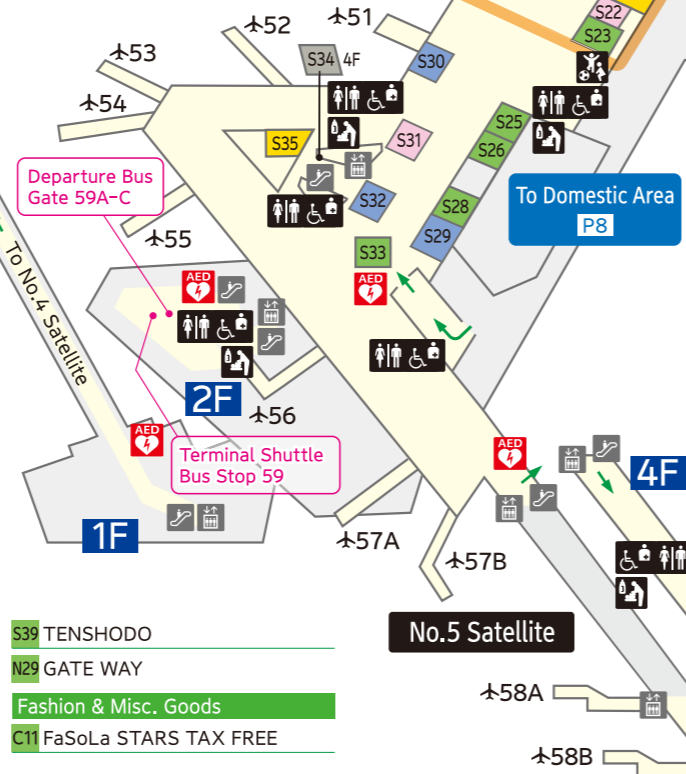 52
51
53
S22
S23
S34 4F
S30
54
S25
S35
S31
S26
Departure Bus
Gate 59A-C
To Domestic Area
P8
S32
S28
S29
55
S33
To No.4 Satellite
AED
AED
2F
56
AED
Terminal Shuttle
Bus Stop 59
AED
4F
1F
57A
57B
No.5 Satellite
S39 TENSHODO
N29 GATE WAY
58A
Fashion & Misc. Goods
C11 FaSoLa STARS TAX FREE
58B